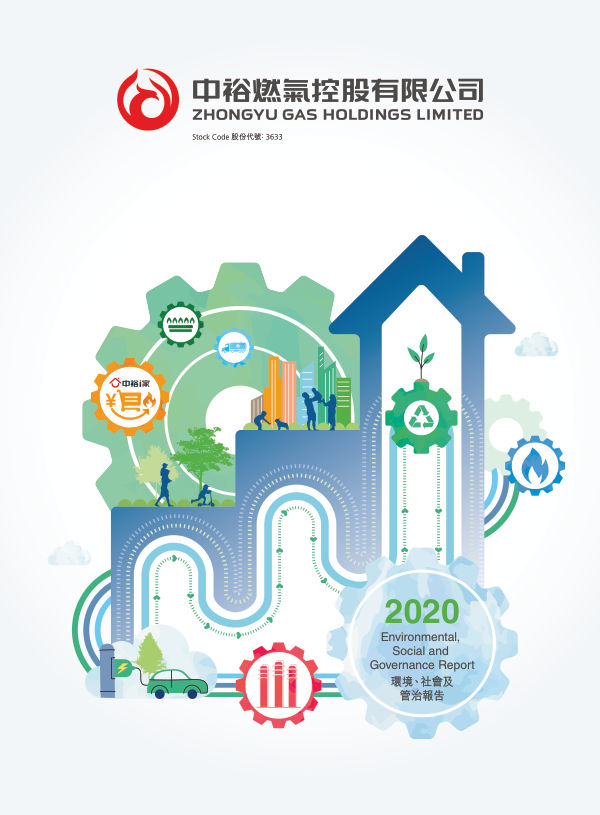 中裕燃氣控股有限公司
ZHONGYU GAS HOLDINGS LIMITED
Stock Code 股份代號: 3633
中裕i家
¥
2020
Environmental,
Social and
Governance Report
環境、社會及
管治報告